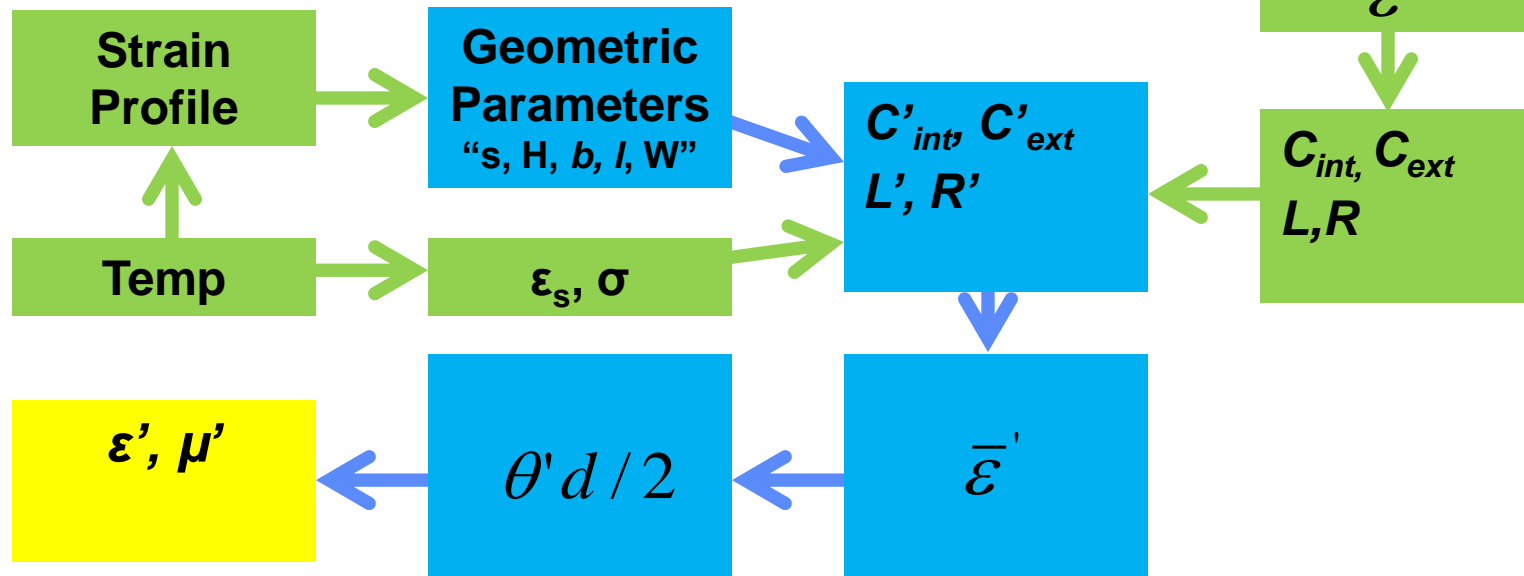 Strain
Profile
Geometric
Parameters
“s, H, b, l, W”
C’int, C’ext
L’, R’
ε
Cint, Cext
L,R
Temp
εs, σ
ε’, μ’
θ'd / 2
ε̅'